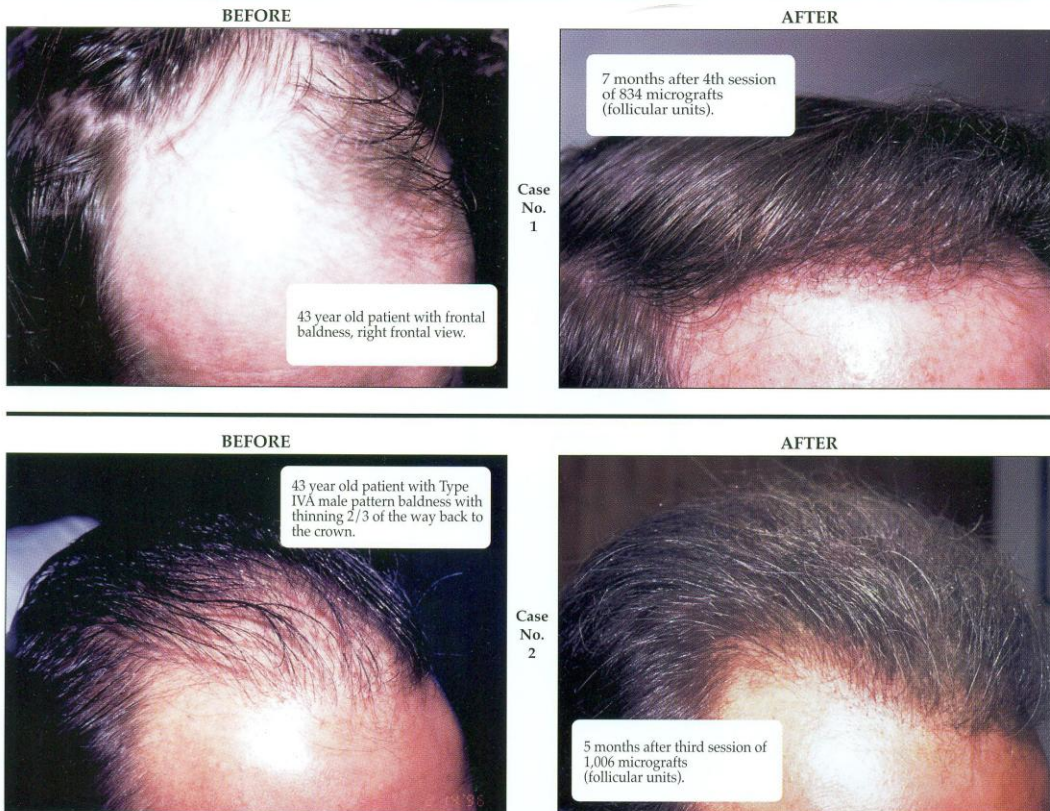 BEFORE
AFTER
43 year old patient with frontal
baldness, right frontal view.
Case
No.
1
7 months after 4th session
of 834 micrografts
(follicular units).
BEFORE
AFTER
43 year old patient with Type
IVA male pattern baldness with
thinning 2/3 of the way back to
the crown.
Case
No.
2
5 months after third session of
1,006 micrografts
(follicular units).